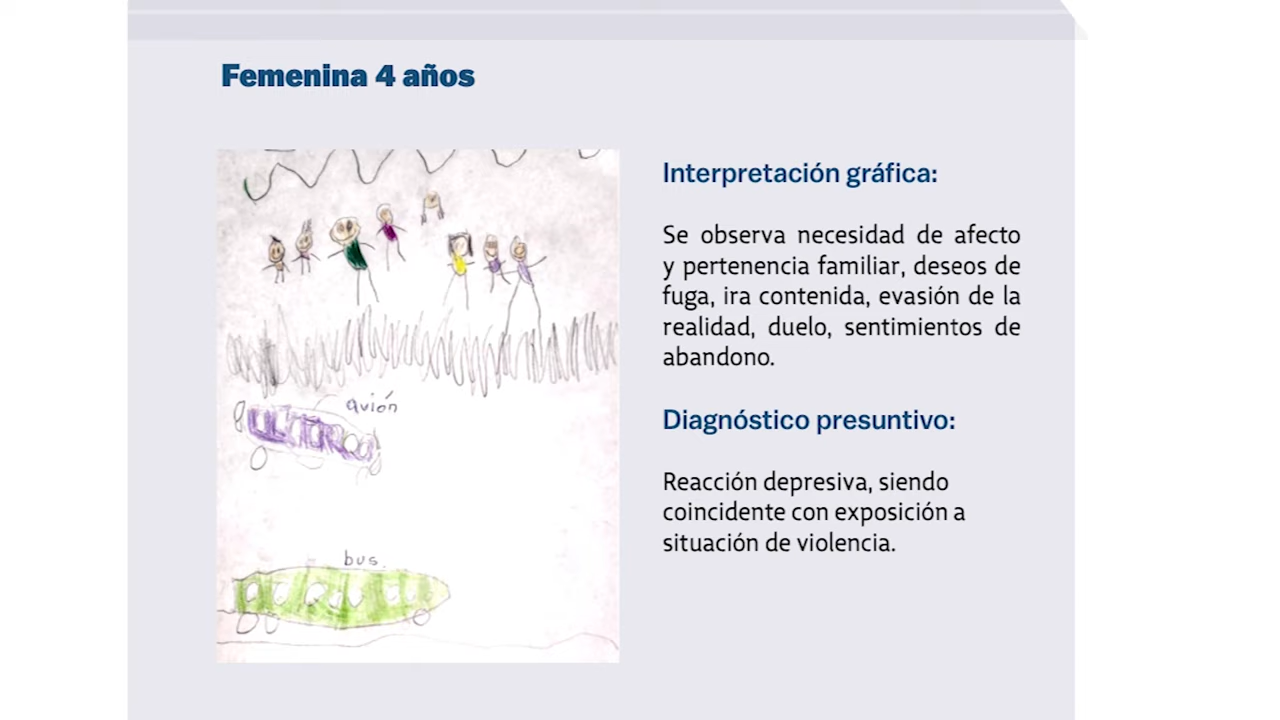 Femenina 4 años
Interpretación gráfica:
Se observa necesidad de afecto
y pertenencia familiar, deseos de
fuga, ira contenida, evasión de la
realidad, duelo, sentimientos de
abandono.
avión
bus.
Diagnóstico presuntivo:
Reacción depresiva, siendo
coincidente con exposición a
situación de violencia.